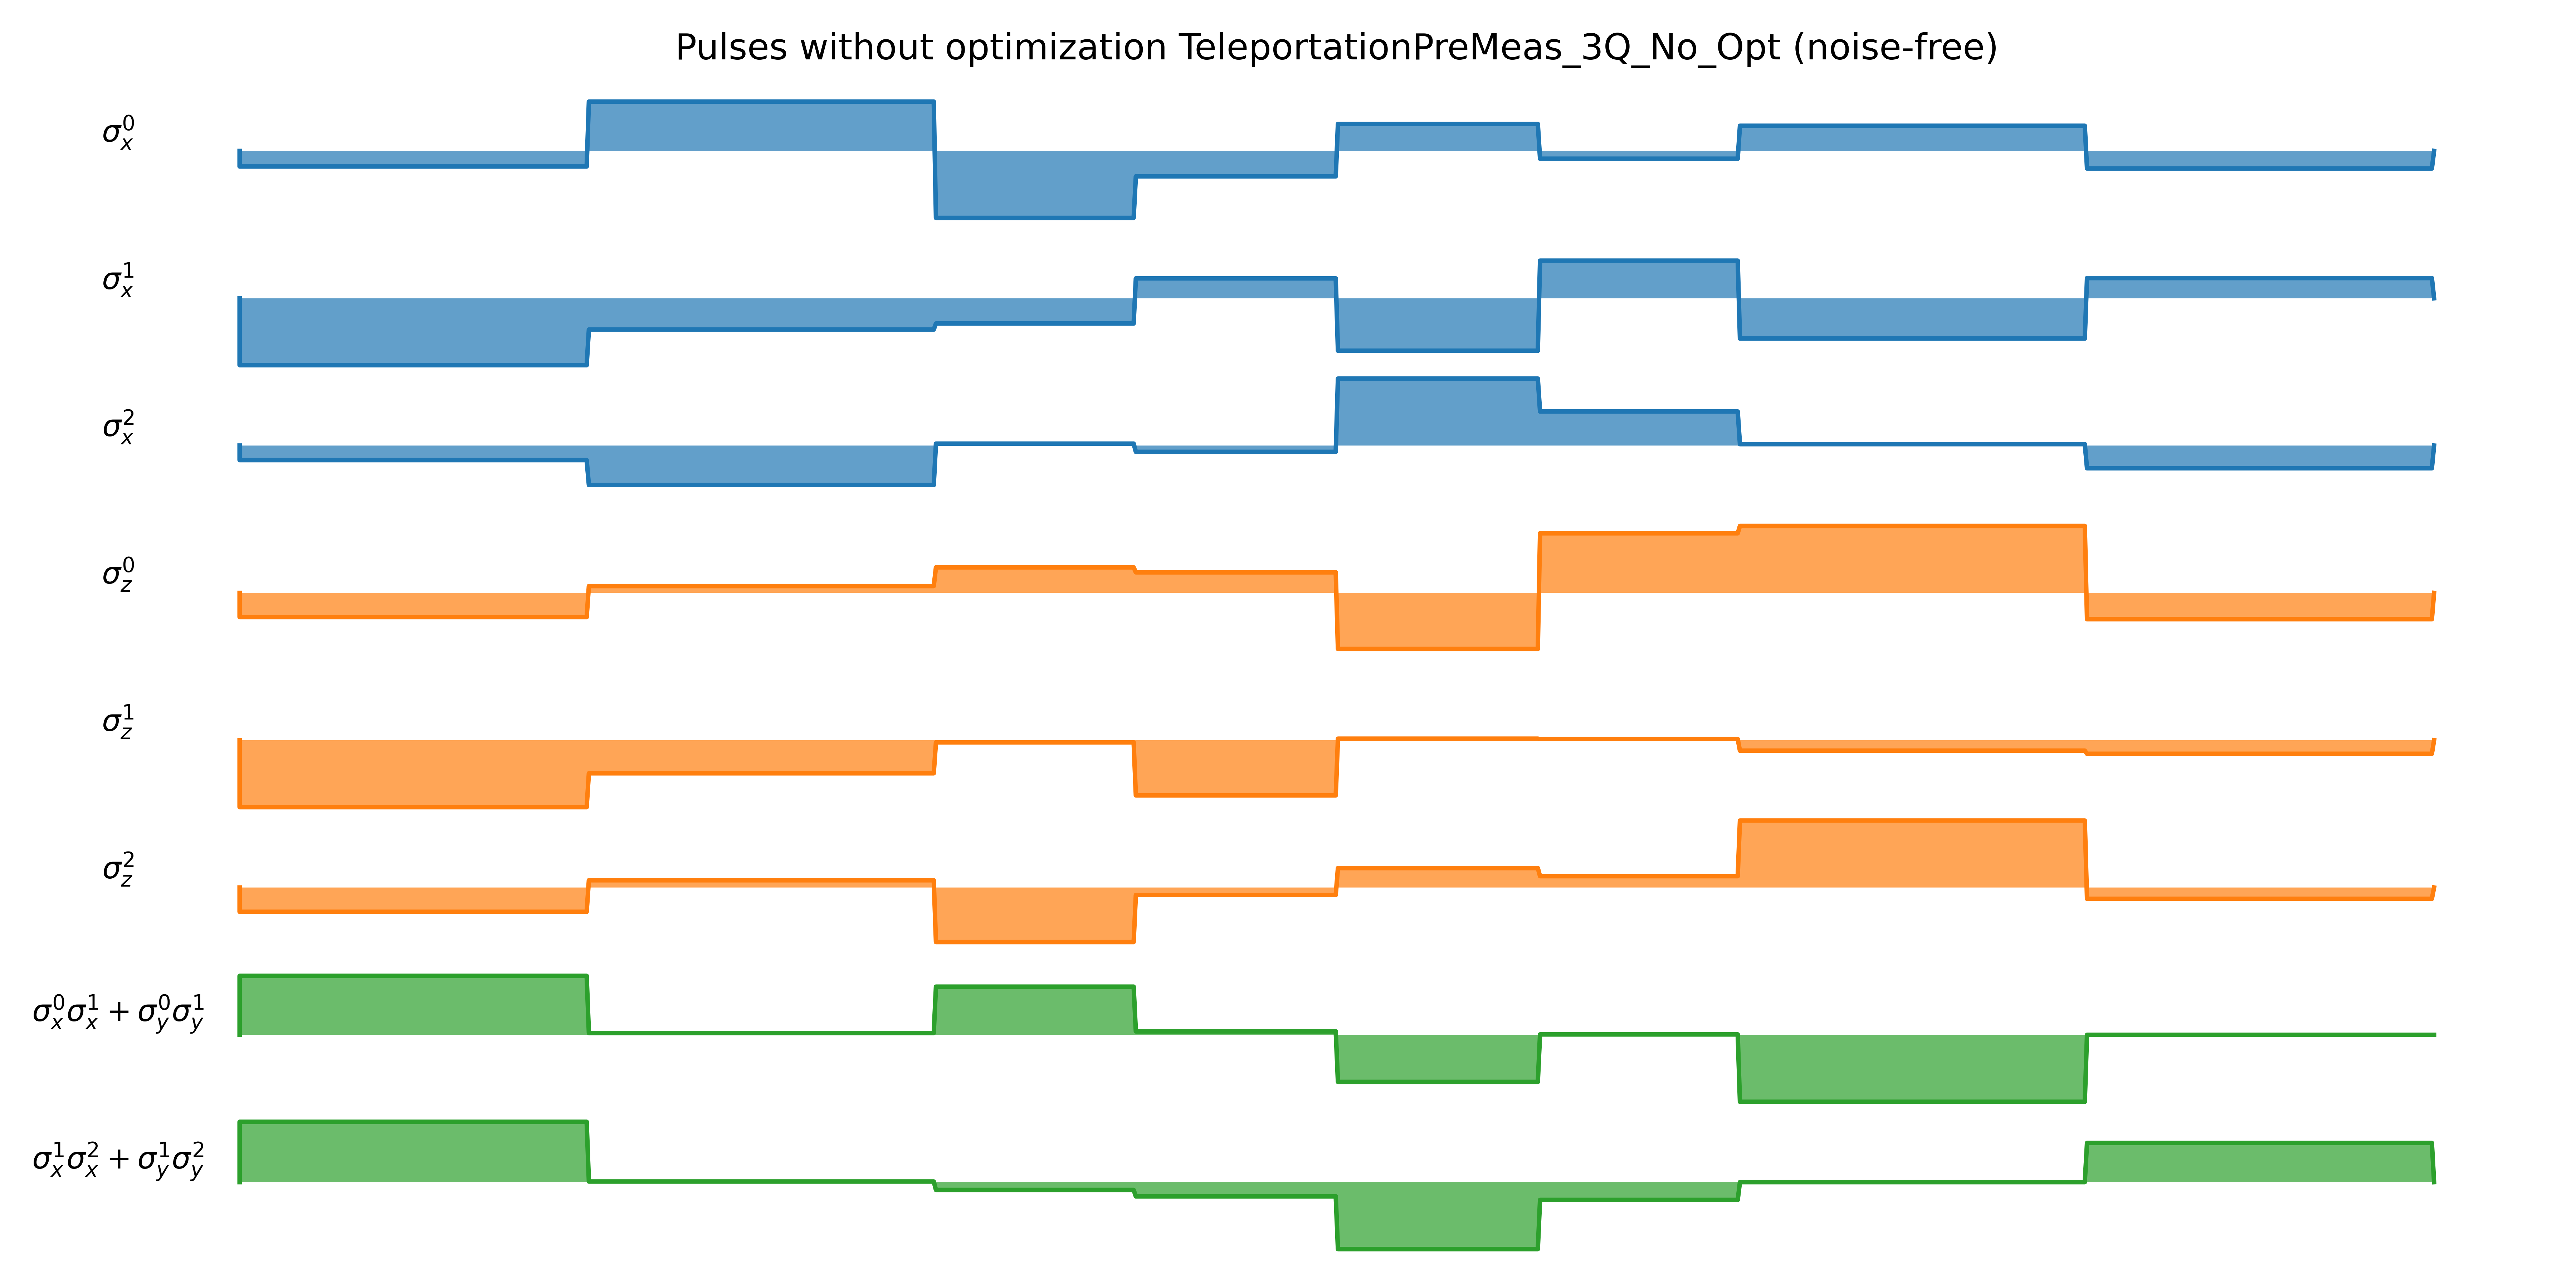 Pulses without optimization TeleportationPreMeas_3Q_No_Opt (noise-free)
σ_x^0
σ_x^1
σ_x^2
σ_z^0
σ_z^1
σ_z^2
σ_x^0σ_x^1 + σ_y^0σ_y^1
σ_x^1σ_x^2 + σ_y^1σ_y^2